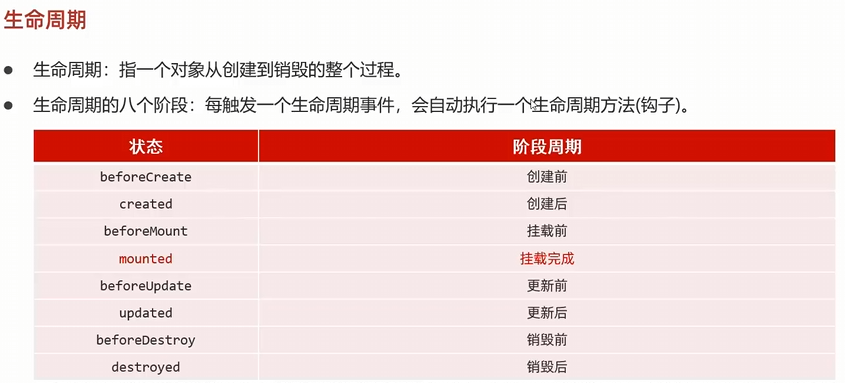 生命周期
● 生命周期：指一个对象从创建到销毁的整个过程。
● 生命周期的八个阶段：每触发一个生命周期事件，会自动执行一个生命周期方法(钩子)。
状态 阶段周期
beforeCreate 创建前
created 创建后
beforeMount 挂载前
mounted 挂载完成
beforeUpdate 更新前
updated 更新后
beforeDestroy 销毁前
destroyed 销毁后